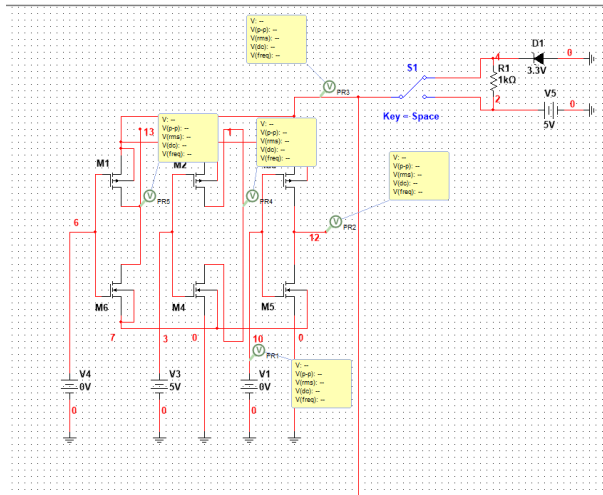 V: --
V(p-p): --
V(rms): --
V(dc): --
V(freq): --
PR3
S1
Key = Space
4
D1
0
3.3V
R1
1kΩ
2
V5
0
5V
13
V: --
V(p-p): --
V(rms): --
V(dc): --
V(freq): --
1
V: --
V(p-p): --
V(rms): --
V(dc): --
V(freq): --
M1
M2
PR5
PR4
V: --
V(p-p): --
V(rms): --
V(dc): --
V(freq): --
PR2
6
12
M6
M4
M5
7
3
0
10
0
PR1
V: --
V(p-p): --
V(rms): --
V(dc): --
V(freq): --
V4
0V
V3
5V
V1
0V
0
0
0